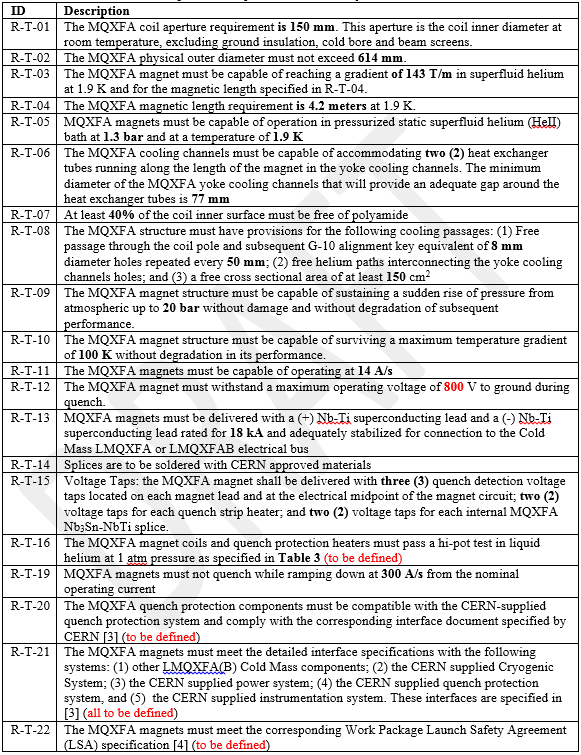 ID Description
R-T-01 The MQXFA coil aperture requirement is 150 mm. This aperture is the coil inner diameter at
room temperature, excluding ground insulation, cold bore and beam screens.
R-T-02 The MQXFA physical outer diameter must not exceed 614 mm.
R-T-03 The MQXFA magnet must be capable of reaching a gradient of 143 T/m in superfluid helium
at 1.9 K and for the magnetic length specified in R-T-04.
R-T-04 The MQXFA magnetic length requirement is 4.2 meters at 1.9 K.
R-T-05 MQXFA magnets must be capable of operation in pressurized static superfluid helium (HeII)
bath at 1.3 bar and at a temperature of 1.9 K
R-T-06 The MQXFA cooling channels must be capable of accommodating two (2) heat exchanger
tubes running along the length of the magnet in the yoke cooling channels. The minimum
diameter of the MQXFA yoke cooling channels that will provide an adequate gap around the
heat exchanger tubes is 77 mm
R-T-07 At least 40% of the coil inner surface must be free of polyamide
R-T-08 The MQXFA structure must have provisions for the following cooling passages: (1) Free
passage through the coil pole and subsequent G-10 alignment key equivalent of 8 mm
diameter holes repeated every 50 mm; (2) free helium paths interconnecting the yoke cooling
channels holes; and (3) a free cross sectional area of at least 150 cm²
R-T-09 The MQXFA magnet structure must be capable of sustaining a sudden rise of pressure from
atmospheric up to 20 bar without damage and without degradation of subsequent
performance.
R-T-10 The MQXFA magnet structure must be capable of surviving a maximum temperature gradient
of 100 K without degradation in its performance.
R-T-11 The MQXFA magnets must be capable of operating at 14 A/s
R-T-12 The MQXFA magnet must withstand a maximum operating voltage of 800 V to ground during
quench.
R-T-13 MQXFA magnets must be delivered with a (+) Nb-Ti superconducting lead and a (-) Nb-Ti
superconducting lead rated for 18 kA and adequately stabilized for connection to the Cold
Mass LMQXFA or LMQXFAB electrical bus
R-T-14 Splices are to be soldered with CERN approved materials
R-T-15 Voltage Taps: the MQXFA magnet shall be delivered with three (3) quench detection voltage
taps located on each magnet lead and at the electrical midpoint of the magnet circuit; two (2)
voltage taps for each quench strip heater; and two (2) voltage taps for each internal MQXFA
Nb3Sn-NbTi splice.
R-T-16 The MQXFA magnet coils and quench protection heaters must pass a hi-pot test in liquid
helium at 1 atm pressure as specified in Table 3 (to be defined)
R-T-19 MQXFA magnets must not quench while ramping down at 300 A/s from the nominal
operating current
R-T-20 The MQXFA quench protection components must be compatible with the CERN-supplied
quench protection system and comply with the corresponding interface document specified by
CERN [3] (to be defined)
R-T-21 The MQXFA magnets must meet the detailed interface specifications with the following
systems: (1) other LMQXFA(B) Cold Mass components; (2) the CERN supplied Cryogenic
System; (3) the CERN supplied power system; (4) the CERN supplied quench protection
system, and (5) the CERN supplied instrumentation system. These interfaces are specified in
[3] (all to be defined)
R-T-22 The MQXFA magnets must meet the corresponding Work Package Launch Safety Agreement
(LSA) specification [4] (to be defined)
DRAFT